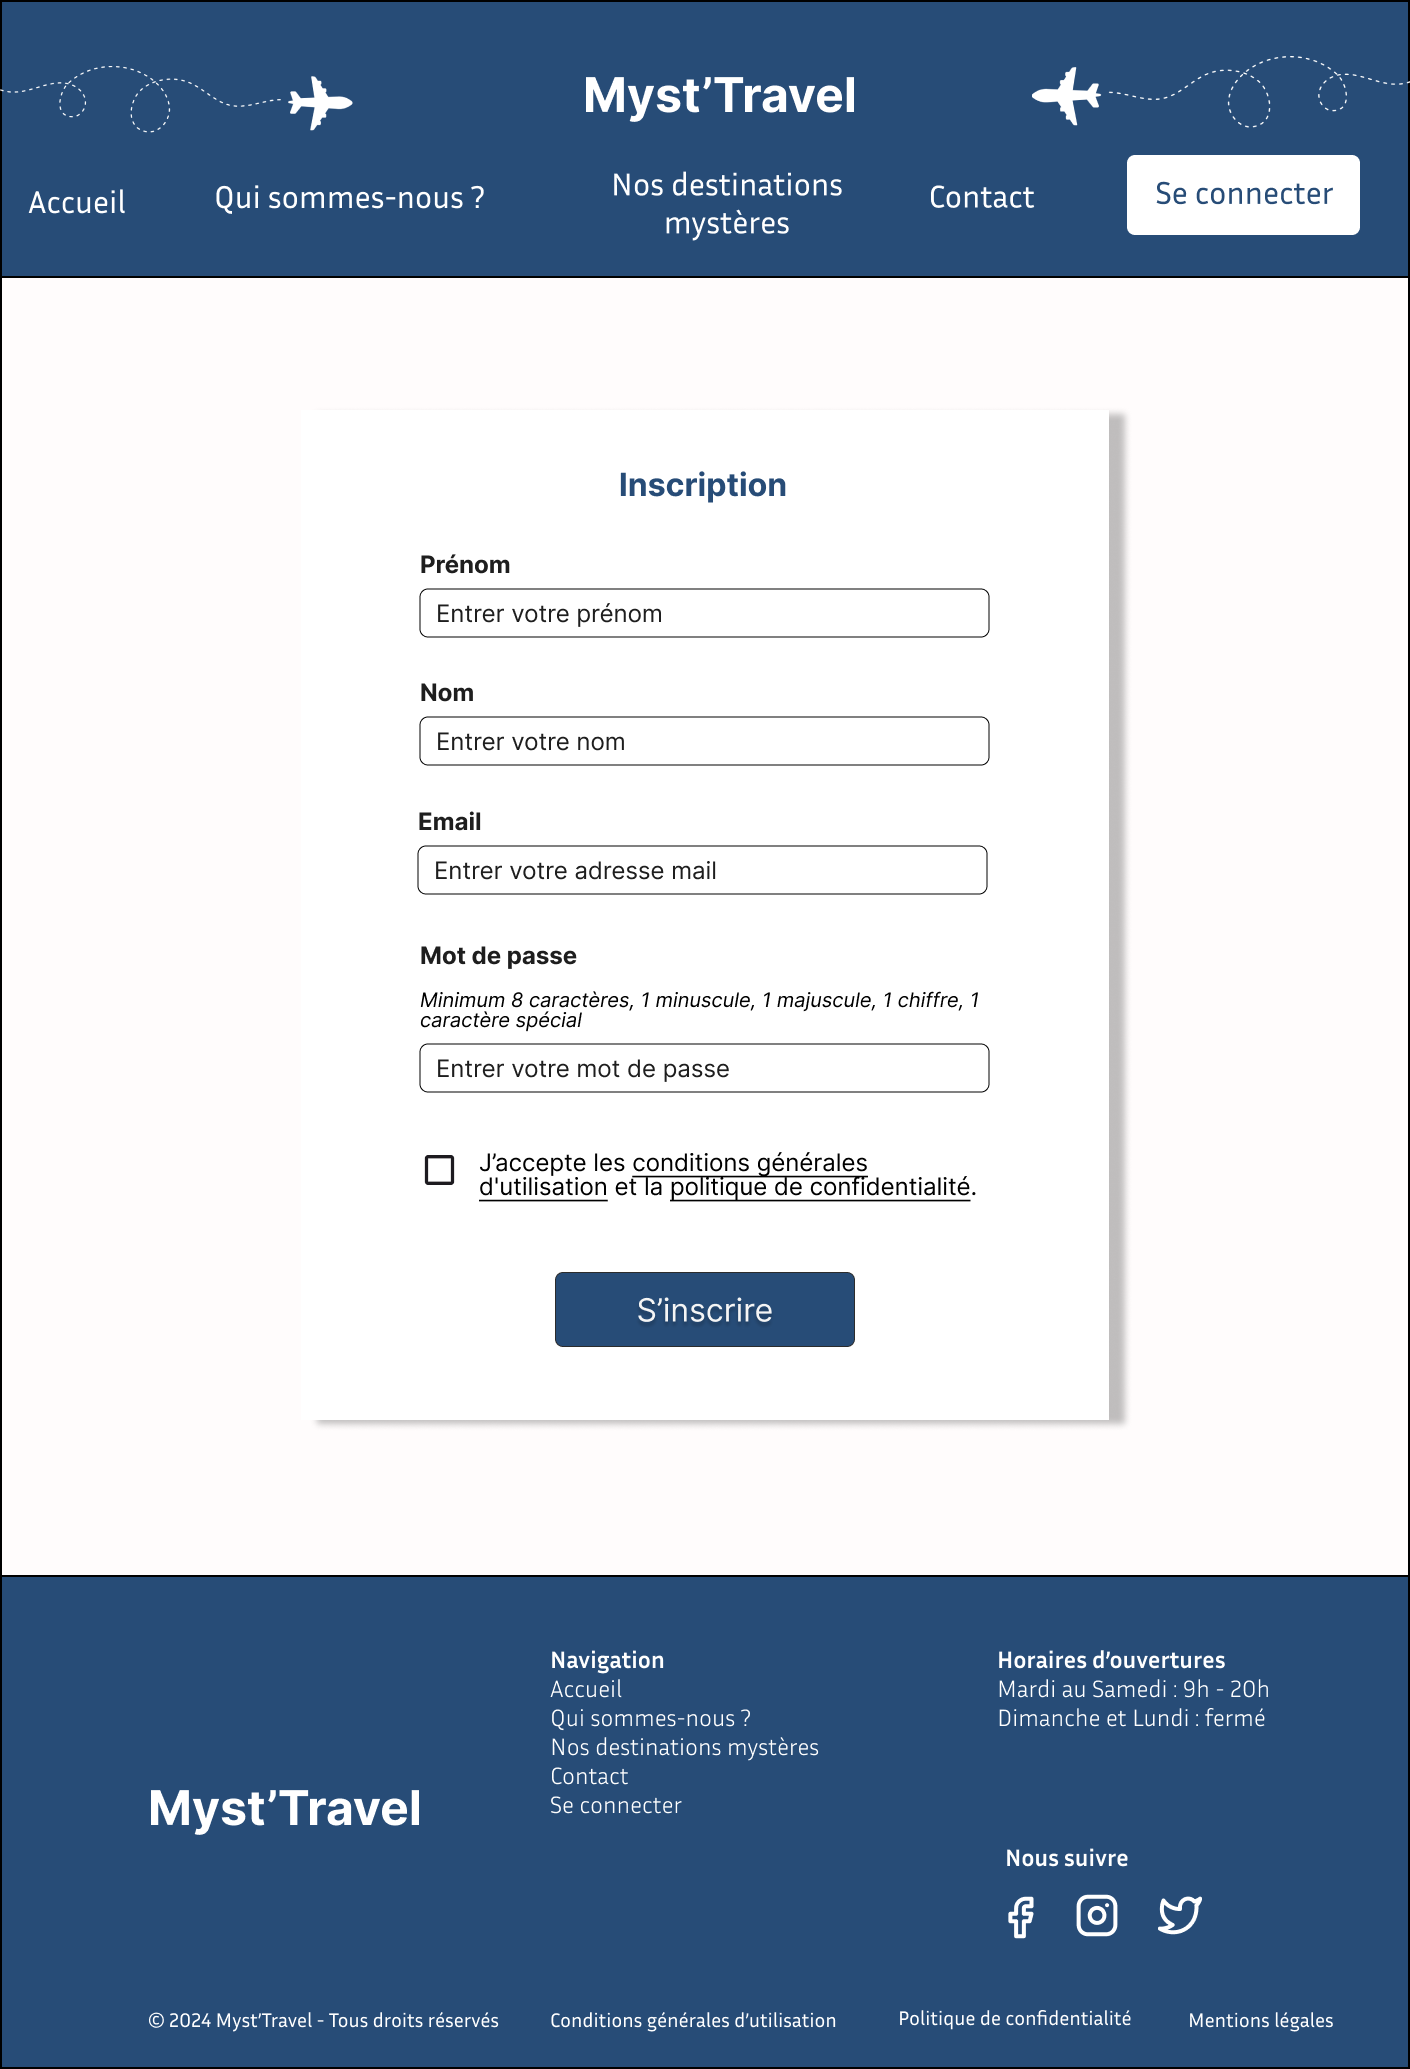 Myst’Travel
Accueil
Qui sommes-nous ?
Nos destinations
mystères
Contact
Se connecter
Inscription
Prénom
Entrer votre prénom
Nom
Entrer votre nom
Email
Entrer votre adresse mail
Mot de passe
Minimum 8 caractères, 1 minuscule, 1 majuscule, 1 chiffre, 1
caractère spécial
Entrer votre mot de passe
J’accepte les conditions générales
d'utilisation et la politique de confidentialité.
S’inscrire
Myst’Travel
Navigation
Accueil
Qui sommes-nous ?
Nos destinations mystères
Contact
Se connecter
Horaires d’ouvertures
Mardi au Samedi : 9h - 20h
Dimanche et Lundi : fermé
Nous suivre
© 2024 Myst’Travel - Tous droits réservés
Conditions générales d’utilisation
Politique de confidentialité
Mentions légales